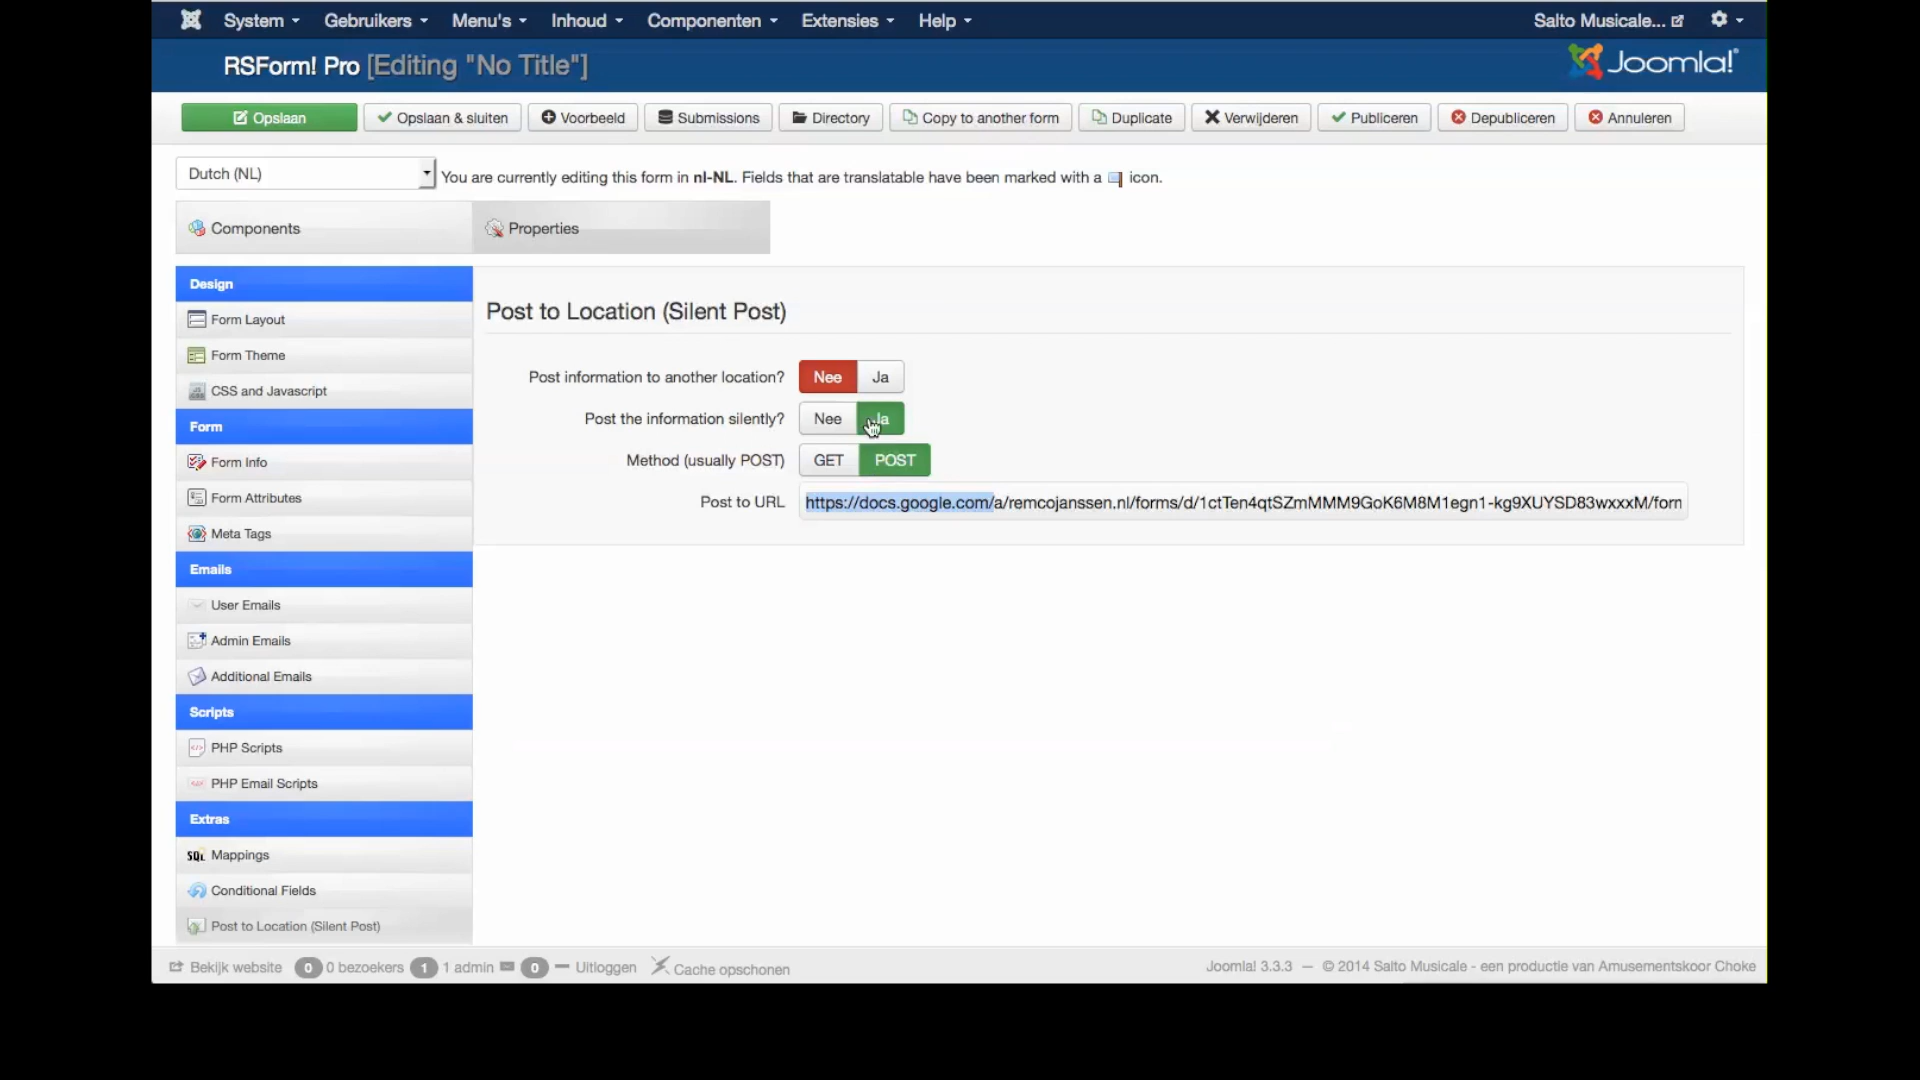 System Gebruikers Menu's Inhoud Componenten Extensies Help Salto Musicale...
RSForm! Pro [Editing "No Title"] Joomla!
Opslaan Opslaan & sluiten Voorbeeld Submissions Directory Copy to another form Duplicate Verwijderen Publiceren Depubliceren Annuleren
Dutch (NL) You are currently editing this form in nl-NL. Fields that are translatable have been marked with a icon.
Components Properties
Design
Form Layout
Form Theme
CSS and Javascript
Form
Form Info
Form Attributes
Meta Tags
Emails
User Emails
Admin Emails
Additional Emails
Scripts
PHP Scripts
PHP Email Scripts
Extras
SQL Mappings
Conditional Fields
Post to Location (Silent Post)
Post to Location (Silent Post)
Post information to another location? Nee Ja
Post the information silently? Nee Ja
Method (usually POST) GET POST
Post to URL https://docs.google.com/a/remcojanssen.nl/forms/d/1ctTen4qtSZmMMM9GoK6M8M1egn1-kg9XUYSD83wxxxM/forn
Bekijk website 0 0 bezoekers 1 1 admin 0 Uitloggen Cache opschonen Joomla! 3.3.3 — © 2014 Salto Musicale - een productie van Amusementskoor Choke